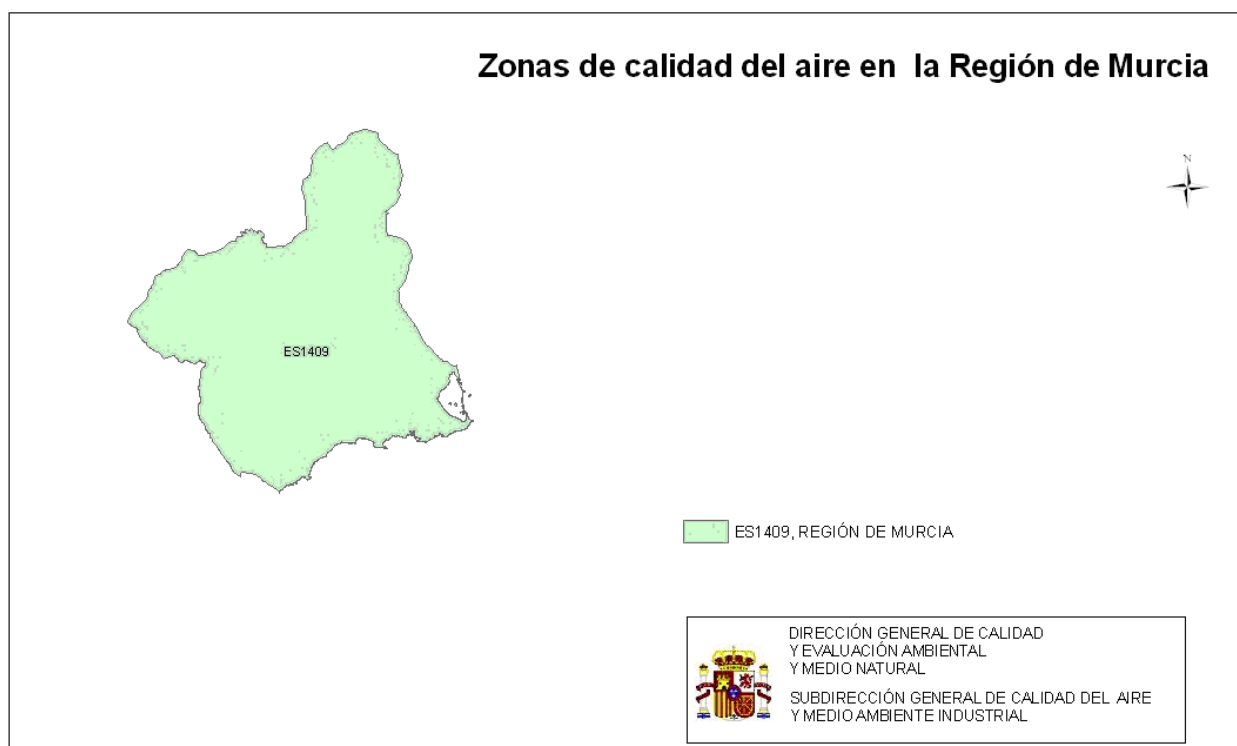 Zonas de calidad del aire en la Región de Murcia
N
ES1409
ES1409, REGIÓN DE MURCIA
DIRECCIÓN GENERAL DE CALIDAD
Y EVALUACIÓN AMBIENTAL
Y MEDIO NATURAL
SUBDIRECCIÓN GENERAL DE CALIDAD DEL AIRE
Y MEDIO AMBIENTE INDUSTRIAL